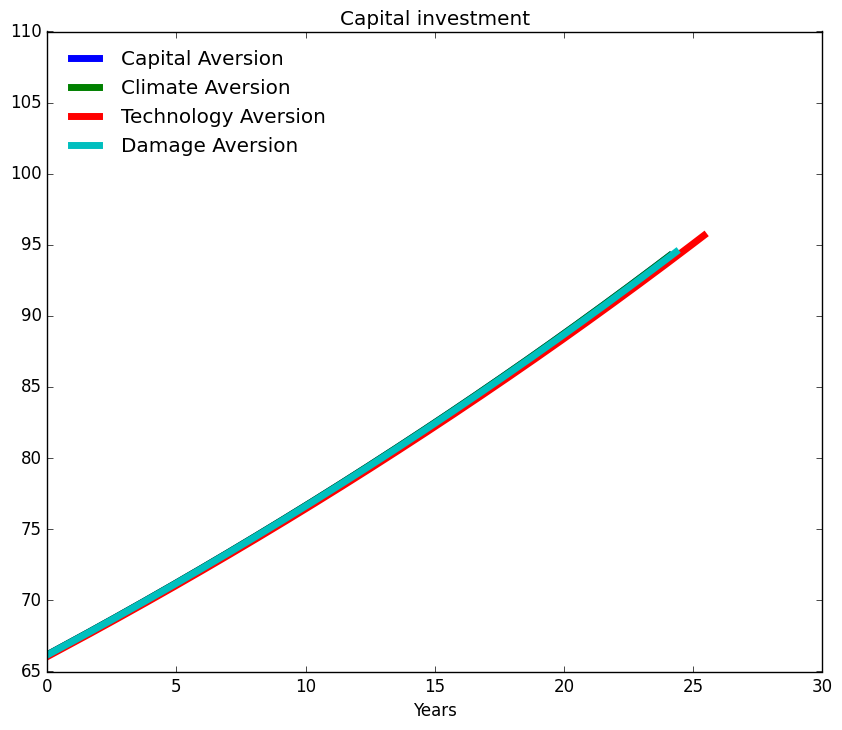 Capital investment
110
105
100
95
90
85
80
75
70
65
Capital Aversion
Climate Aversion
Technology Aversion
Damage Aversion
0 5 10 15 20 25 30
Years